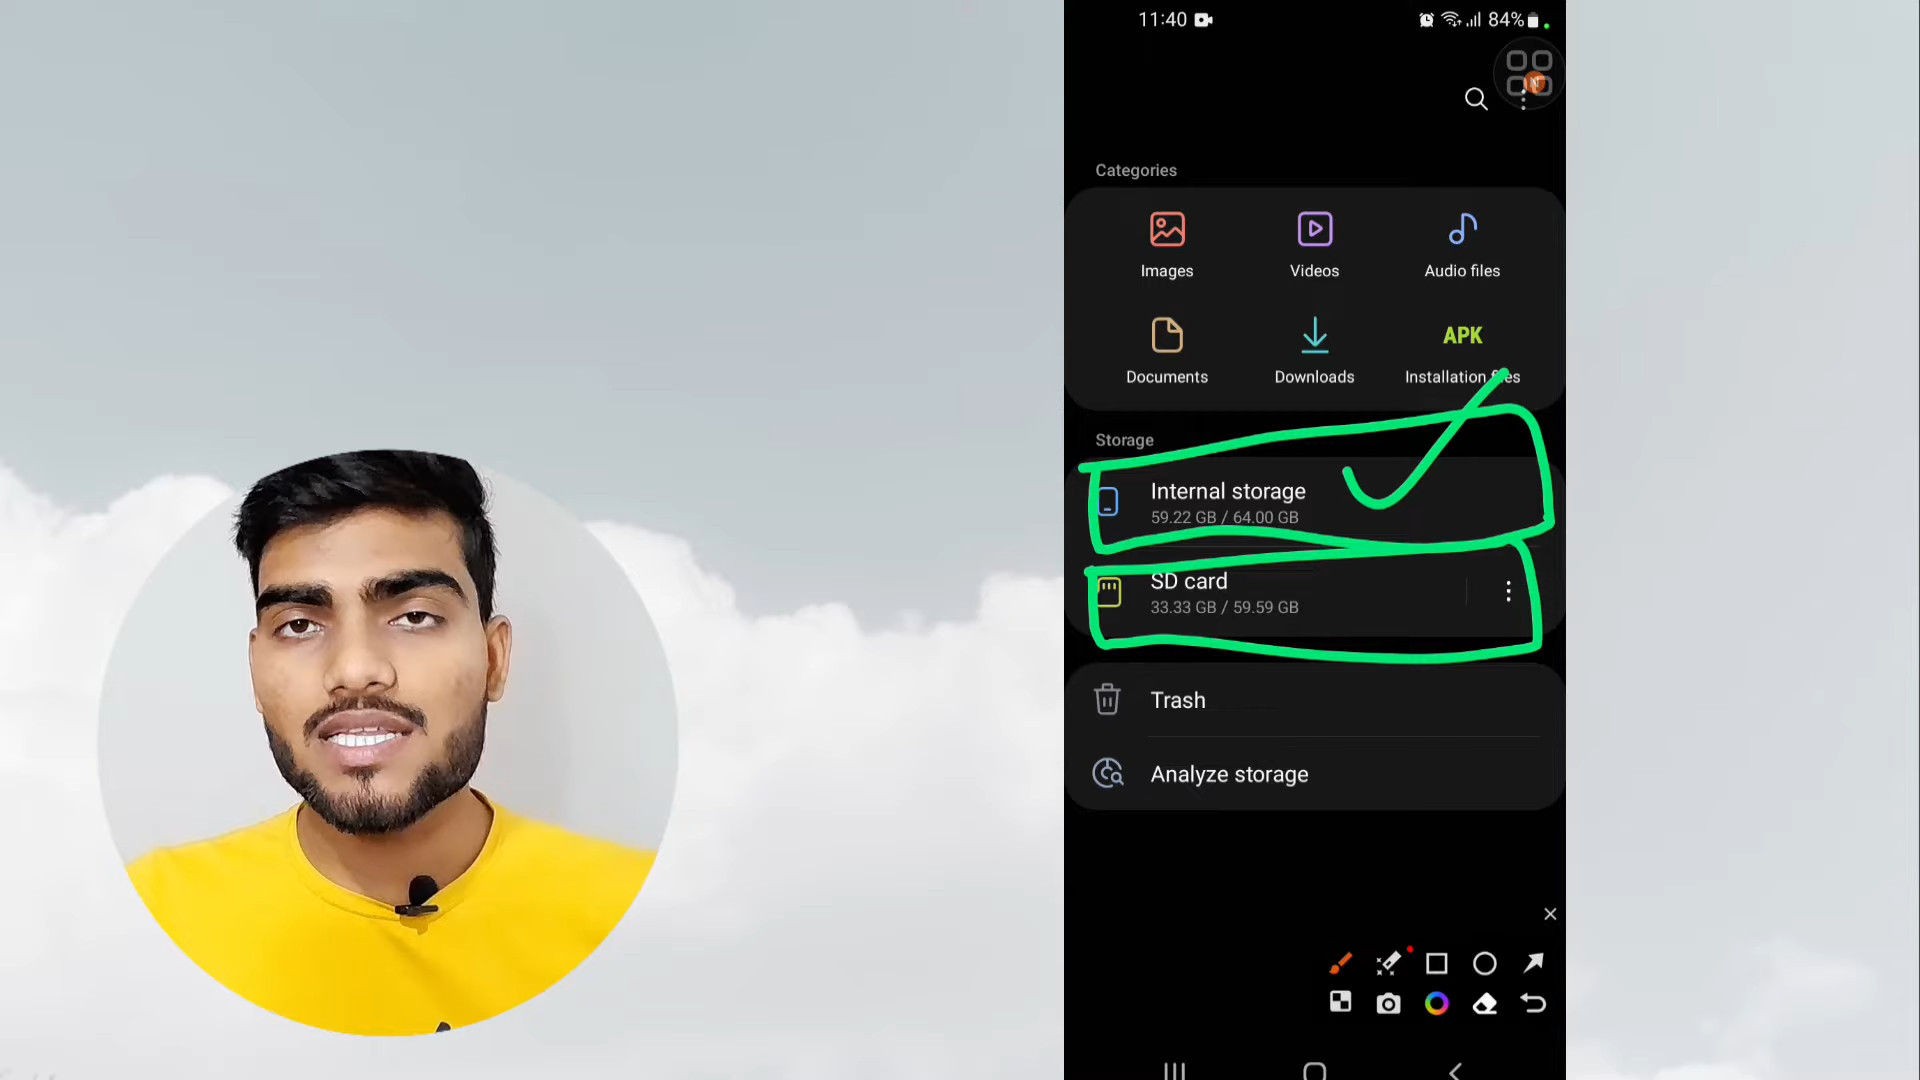 11:40
84%
Categories
Images
Videos
Audio files
APK
Documents
Downloads
Installation files
Storage
Internal storage
59.22 GB / 64.00 GB
SD card
33.33 GB / 59.59 GB
Trash
Analyze storage